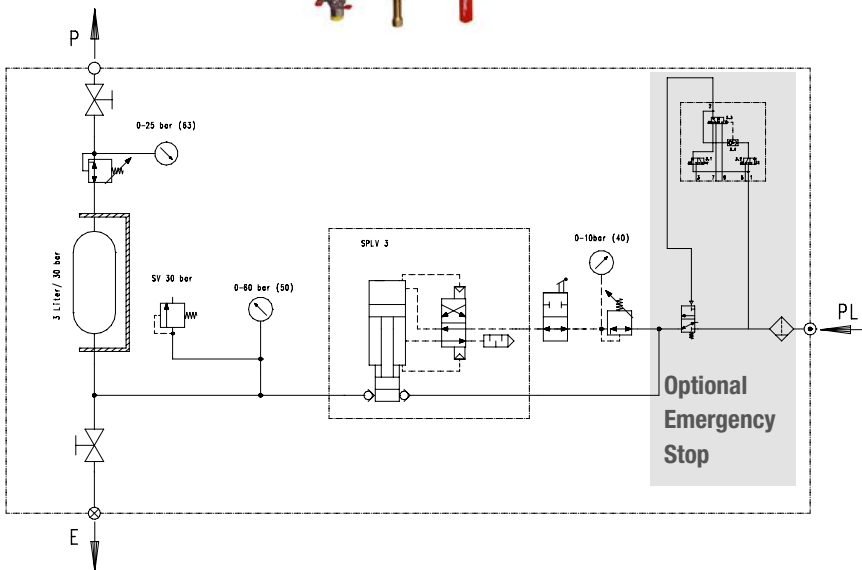 P
0-25 bar (63)
3 Liter/ 30 bar
SV 30 bar
0-60 bar (50)
SPLV 3
0-10bar (40)
PL
Optional
Emergency
Stop
E